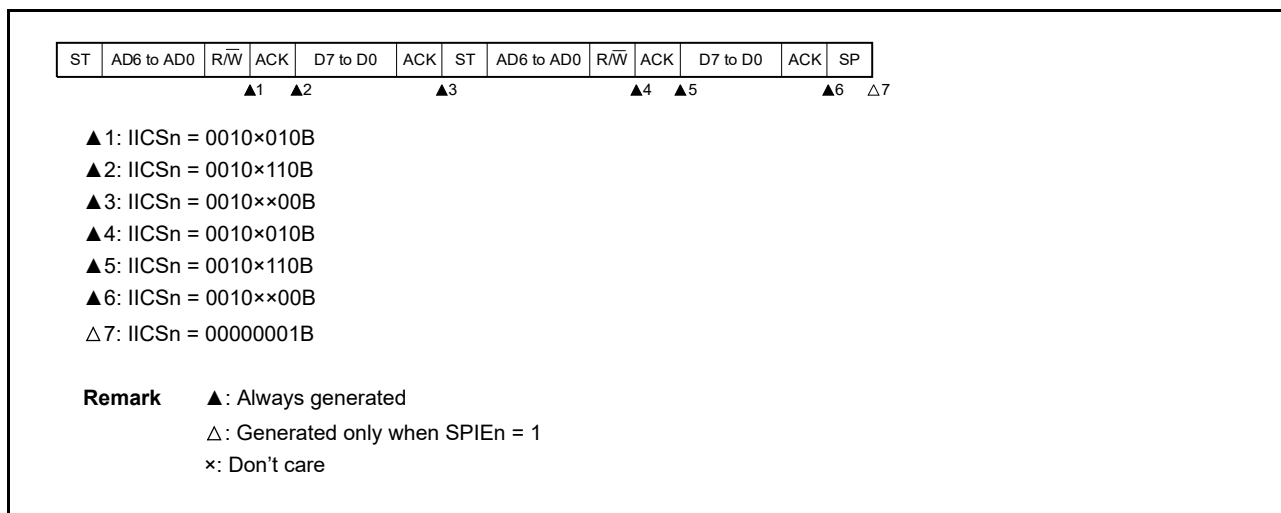 ST AD6 to AD0 R/W̅ ACK D7 to D0 ACK ST AD6 to AD0 R/W̅ ACK D7 to D0 ACK SP
▲1 ▲2 ▲3 ▲4 ▲5 ▲6 △7
▲1: IICSn = 0010×010B
▲2: IICSn = 0010×110B
▲3: IICSn = 0010××00B
▲4: IICSn = 0010×010B
▲5: IICSn = 0010×110B
▲6: IICSn = 0010××00B
△7: IICSn = 00000001B
Remark ▲: Always generated
△: Generated only when SPIEn = 1
×: Don’t care